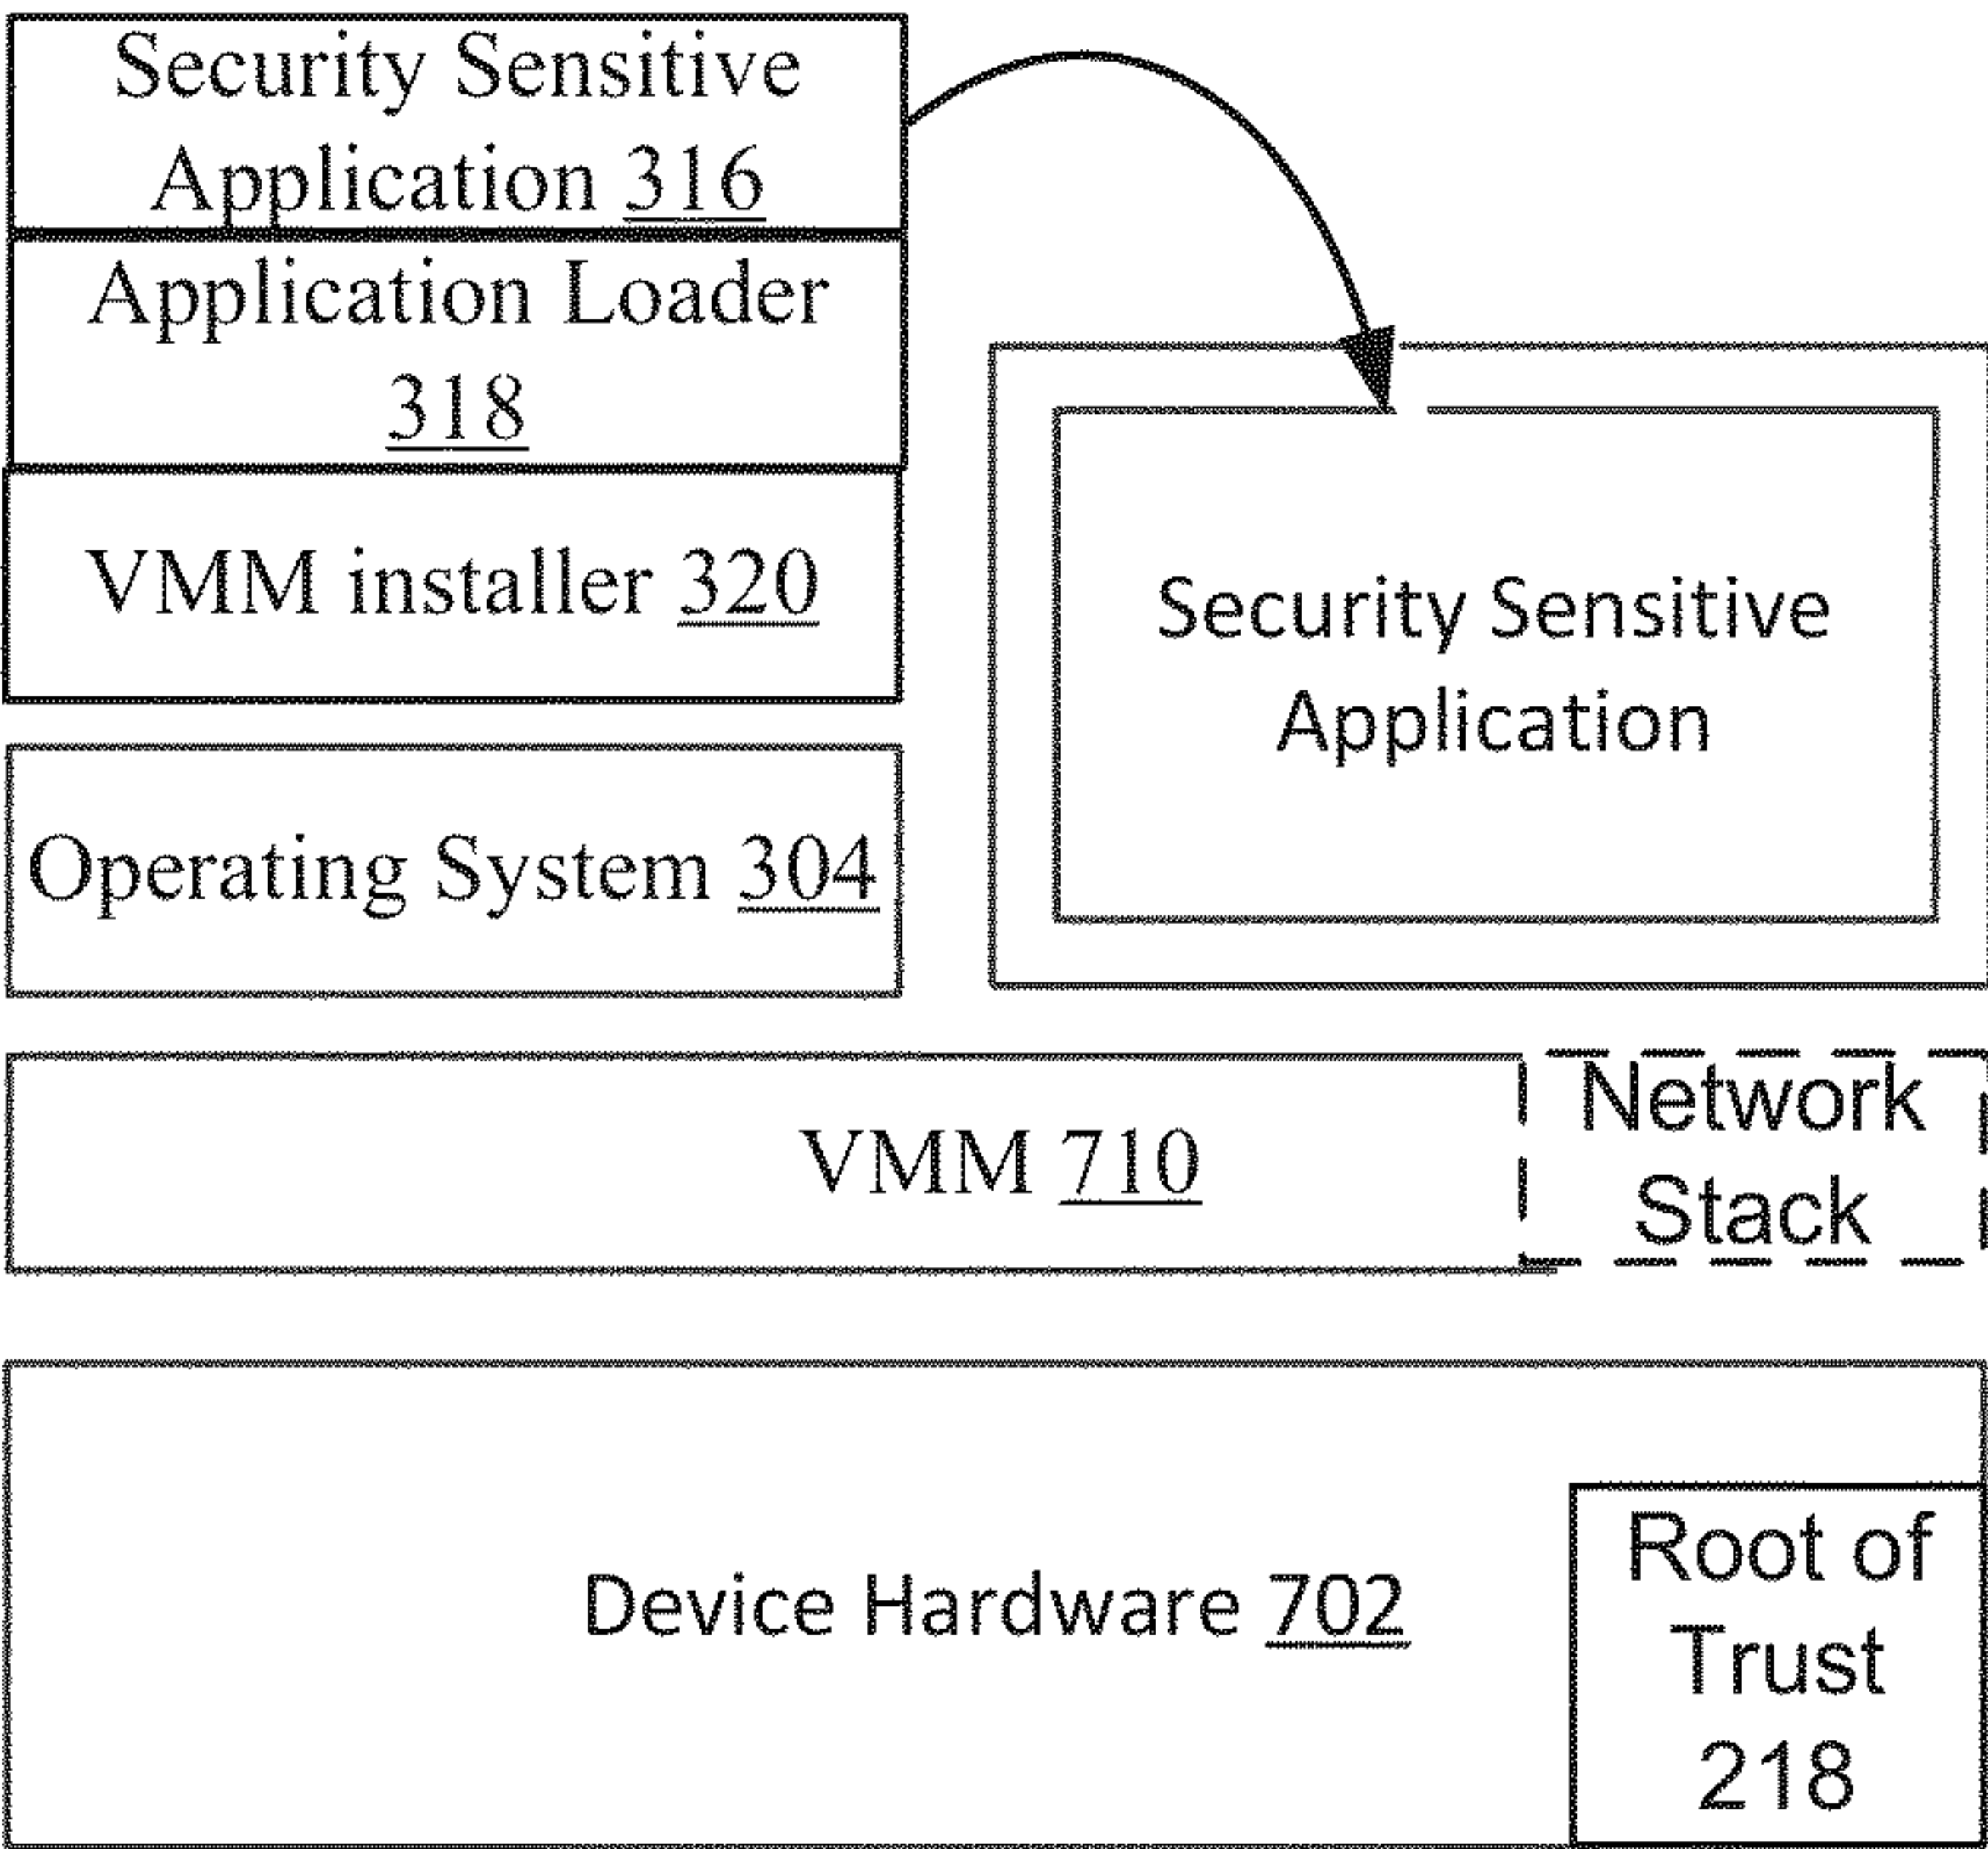 Security Sensitive
Application 316
Application Loader
318
VMM installer 320
Operating System 304
Security Sensitive
Application
VMM 710
Network
Stack
Device Hardware 702
Root of
Trust
218